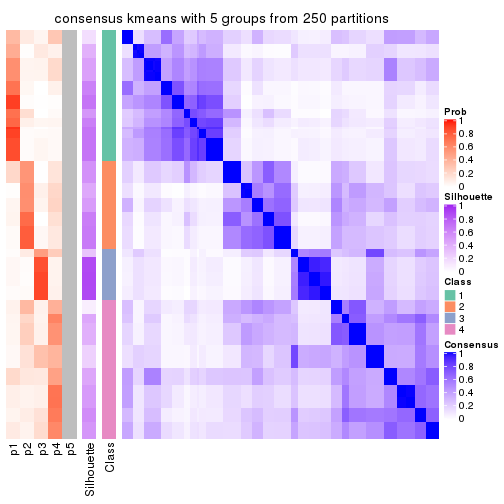 consensus kmeans with 5 groups from 250 partitions
Prob
1
0.8
0.6
0.4
0.2
0
Silhouette
1
0.8
0.6
0.4
0.2
0
Class
1
2
3
4
Consensus
1
0.8
0.6
0.4
0.2
0
p1
p2
p3
p4
p5
Silhouette
Class